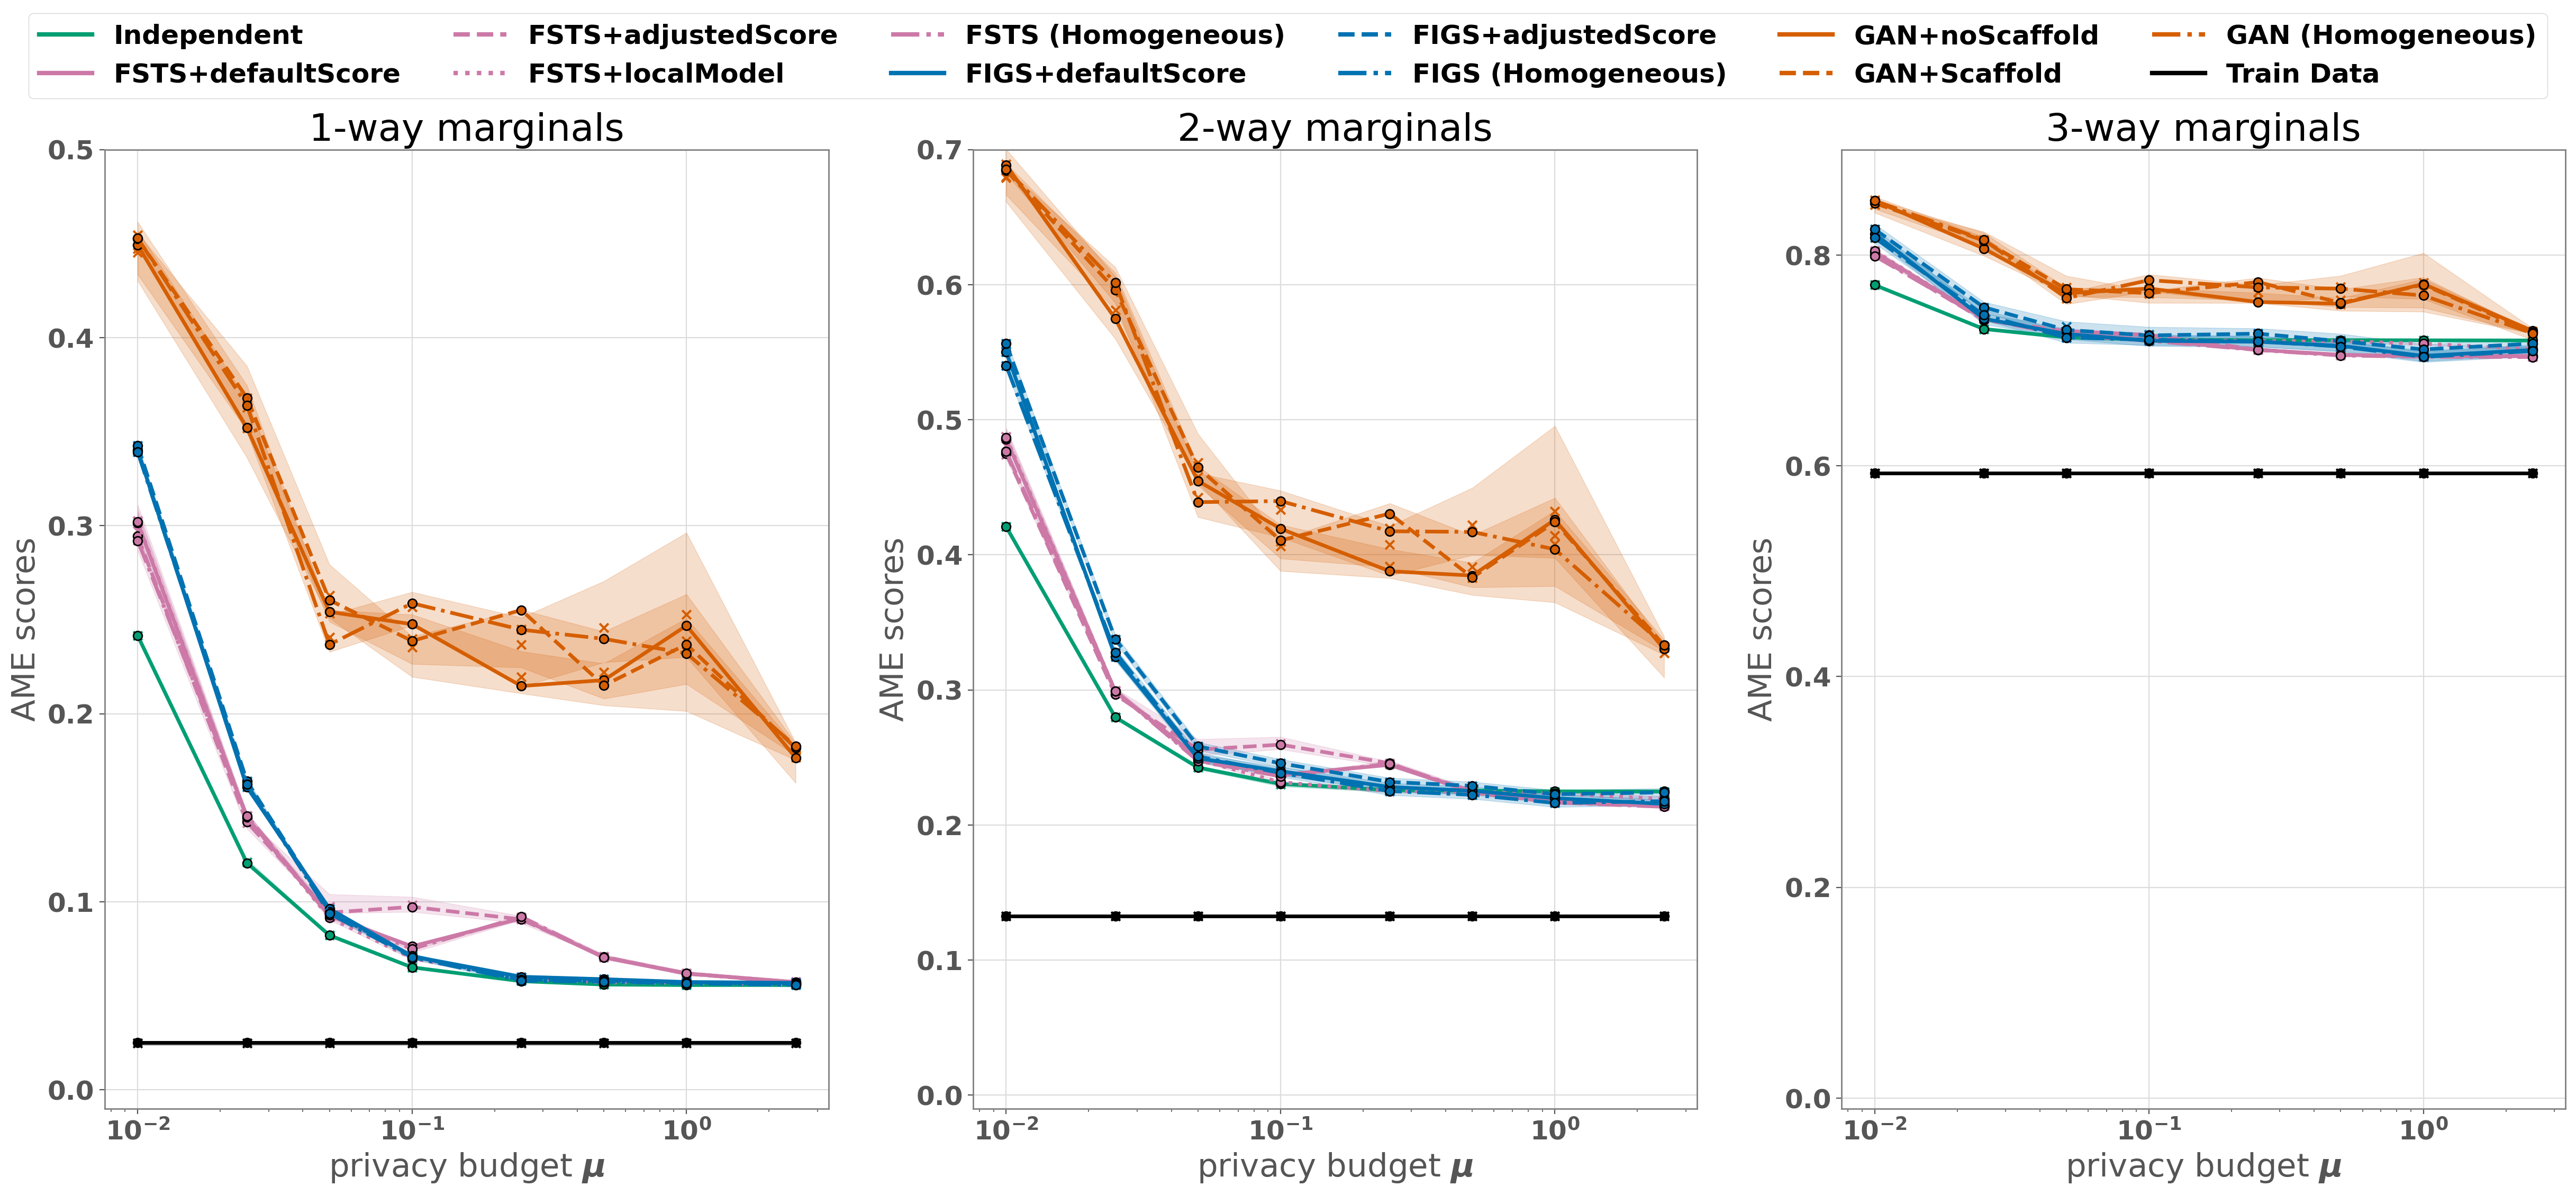 Independent FSTS+adjustedScore FSTS (Homogeneous) FIGS+adjustedScore GAN+noScaffold GAN (Homogeneous)
FSTS+defaultScore FSTS+localModel FIGS+defaultScore FIGS (Homogeneous) GAN+Scaffold Train Data
1-way marginals
0.5
0.4
0.3
0.2
0.1
0.0
AME scores
10⁻² 10⁻¹ 10⁰
privacy budget μ
2-way marginals
0.7
0.6
0.5
0.4
0.3
0.2
0.1
0.0
AME scores
10⁻² 10⁻¹ 10⁰
privacy budget μ
3-way marginals
0.8
0.6
0.4
0.2
0.0
AME scores
10⁻² 10⁻¹ 10⁰
privacy budget μ